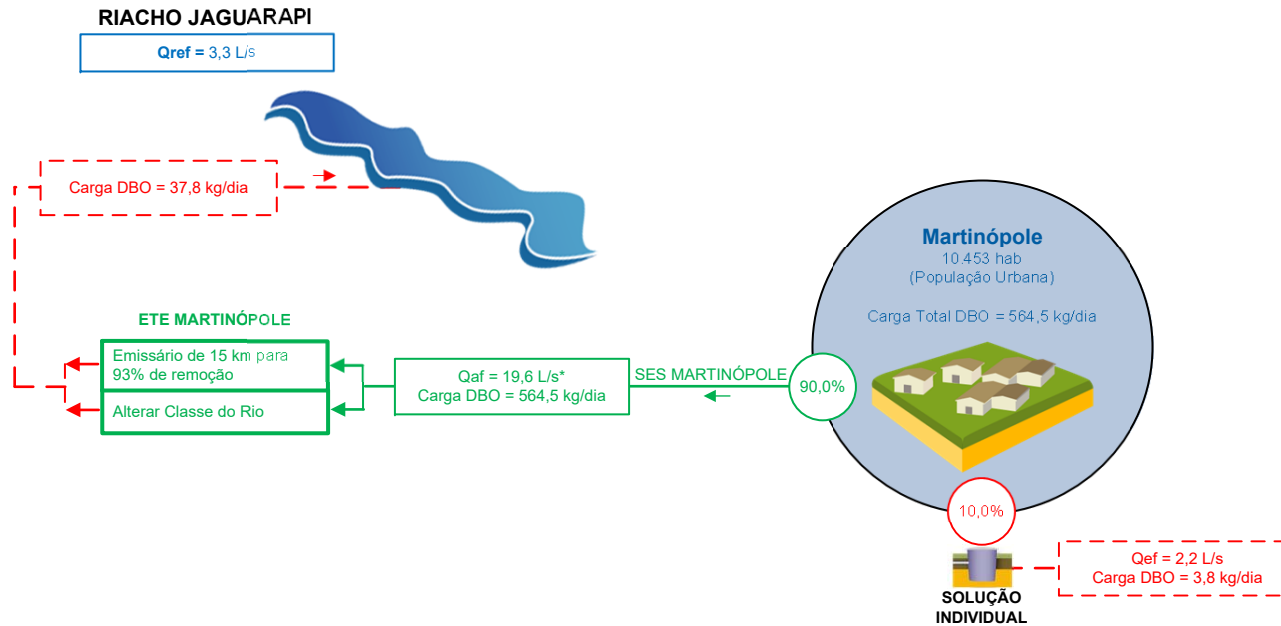 RIACHO JAGUARAPI
Qref = 3,3 L/s
Carga DBO = 37,8 kg/dia
Martinópole
10.453 hab
(População Urbana)
Carga Total DBO = 564,5 kg/dia
ETE MARTINÓPOLE
Emissário de 15 km para
93% de remoção
Alterar Classe do Rio
Qaf = 19,6 L/s*
Carga DBO = 564,5 kg/dia
SES MARTINÓPOLE
90,0%
10,0%
Qef = 2,2 L/s
Carga DBO = 3,8 kg/dia
SOLUÇÃO
INDIVIDUAL